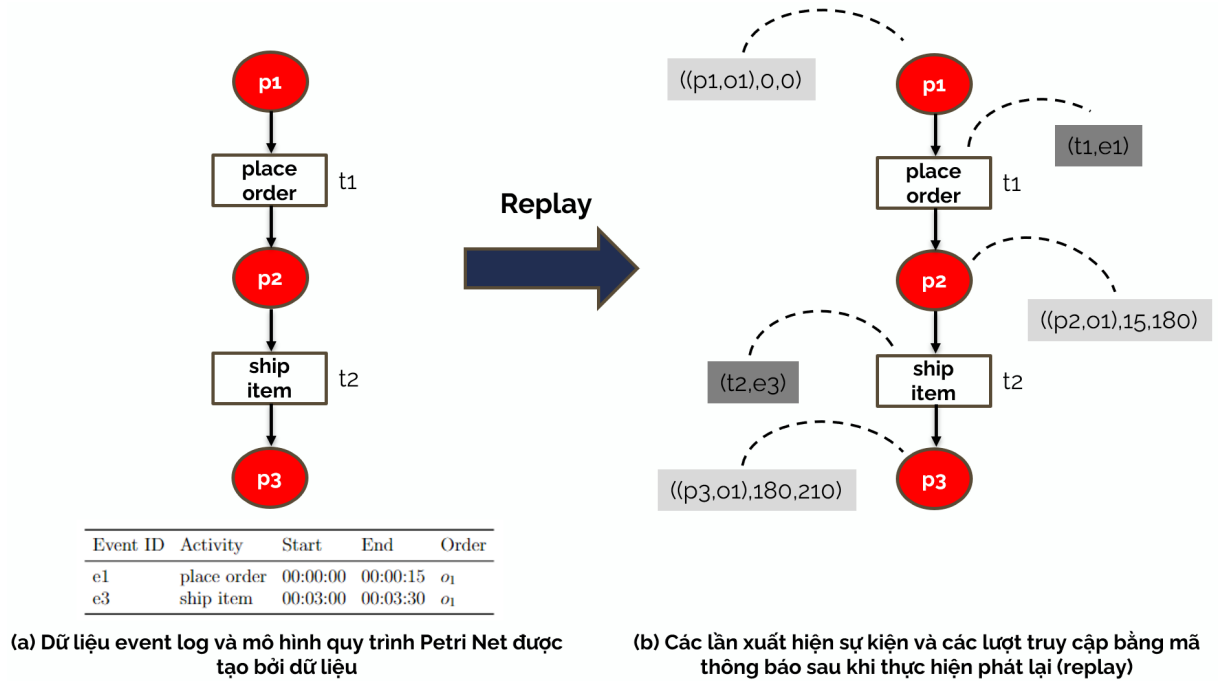 p1
place
order
t1
p2
ship
item
t2
p3
Event ID Activity Start End Order
e1 place order 00:00:00 00:00:15 o₁
e3 ship item 00:03:00 00:03:30 o₁
(a) Dữ liệu event log và mô hình quy trình Petri Net được
tạo bởi dữ liệu
Replay
((p1,o1),0,0)
p1
(t1,e1)
place
order
t1
p2
((p2,o1),15,180)
(t2,e3)
ship
item
t2
((p3,o1),180,210)
p3
(b) Các lần xuất hiện sự kiện và các lượt truy cập bằng mã
thông báo sau khi thực hiện phát lại (replay)